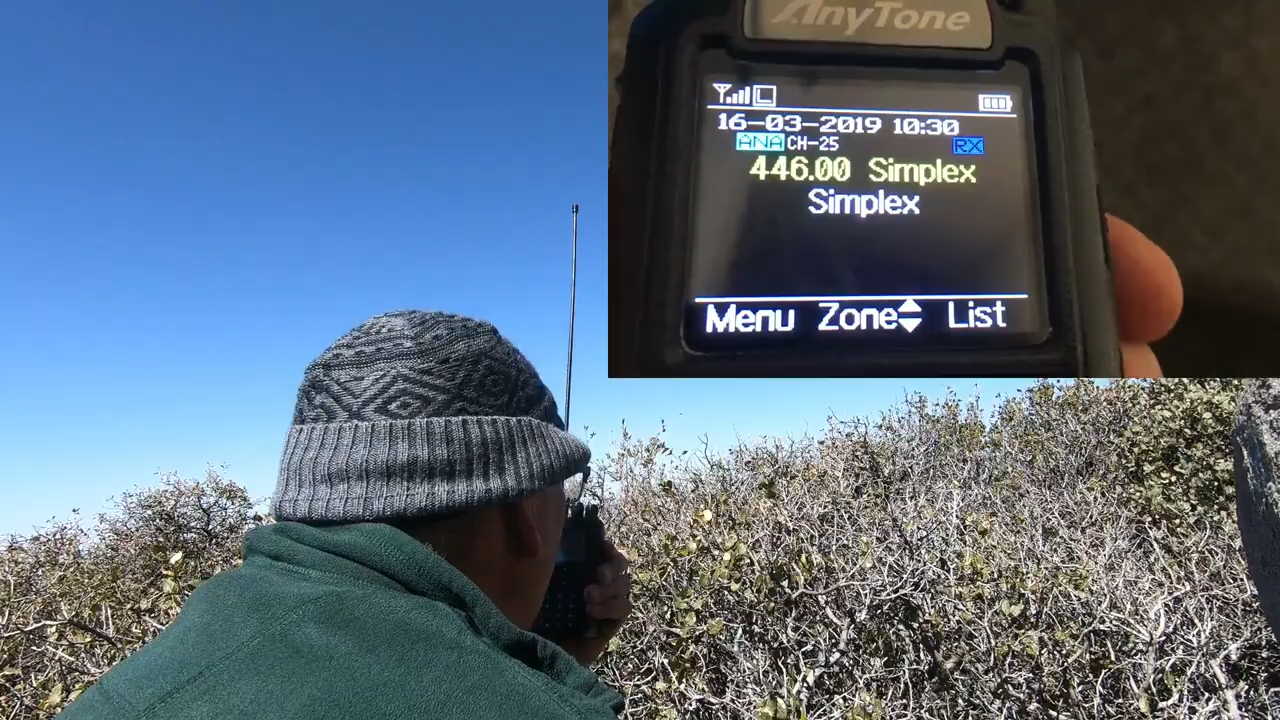 AnyTone
L
16-03-2019 10:30
ANA CH-25 RX
446.00 Simplex
Simplex
Menu Zone List